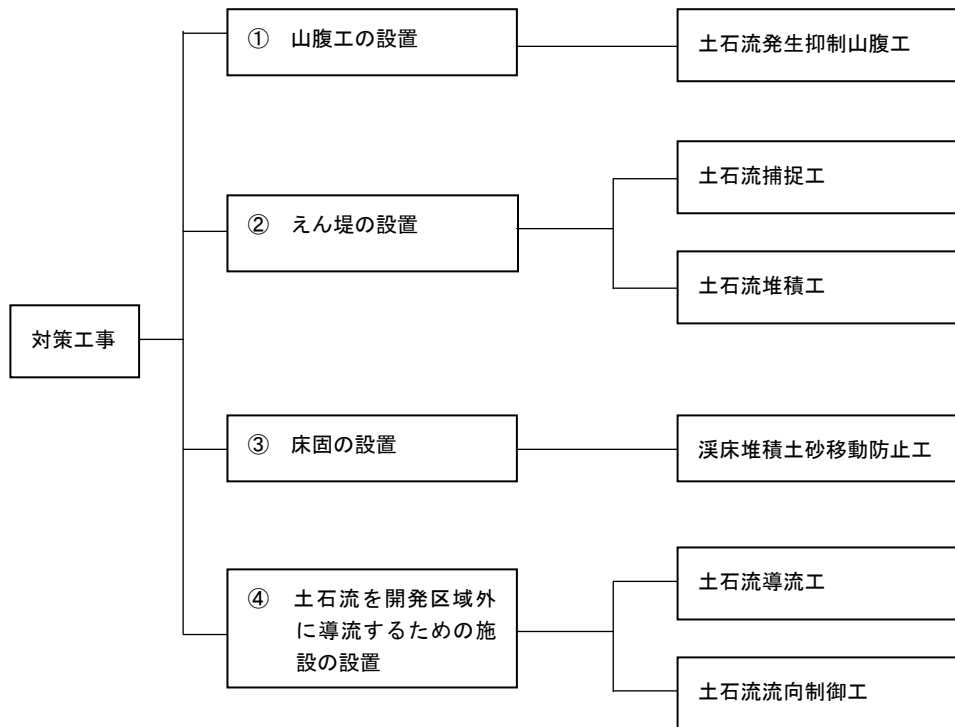 対策工事
① 山腹工の設置
土石流発生抑制山腹工
② えん堤の設置
土石流捕捉工
土石流堆積工
③ 床固の設置
渓床堆積土砂移動防止工
④ 土石流を開発区域外
に導流するための施
設の設置
土石流導流工
土石流流向制御工